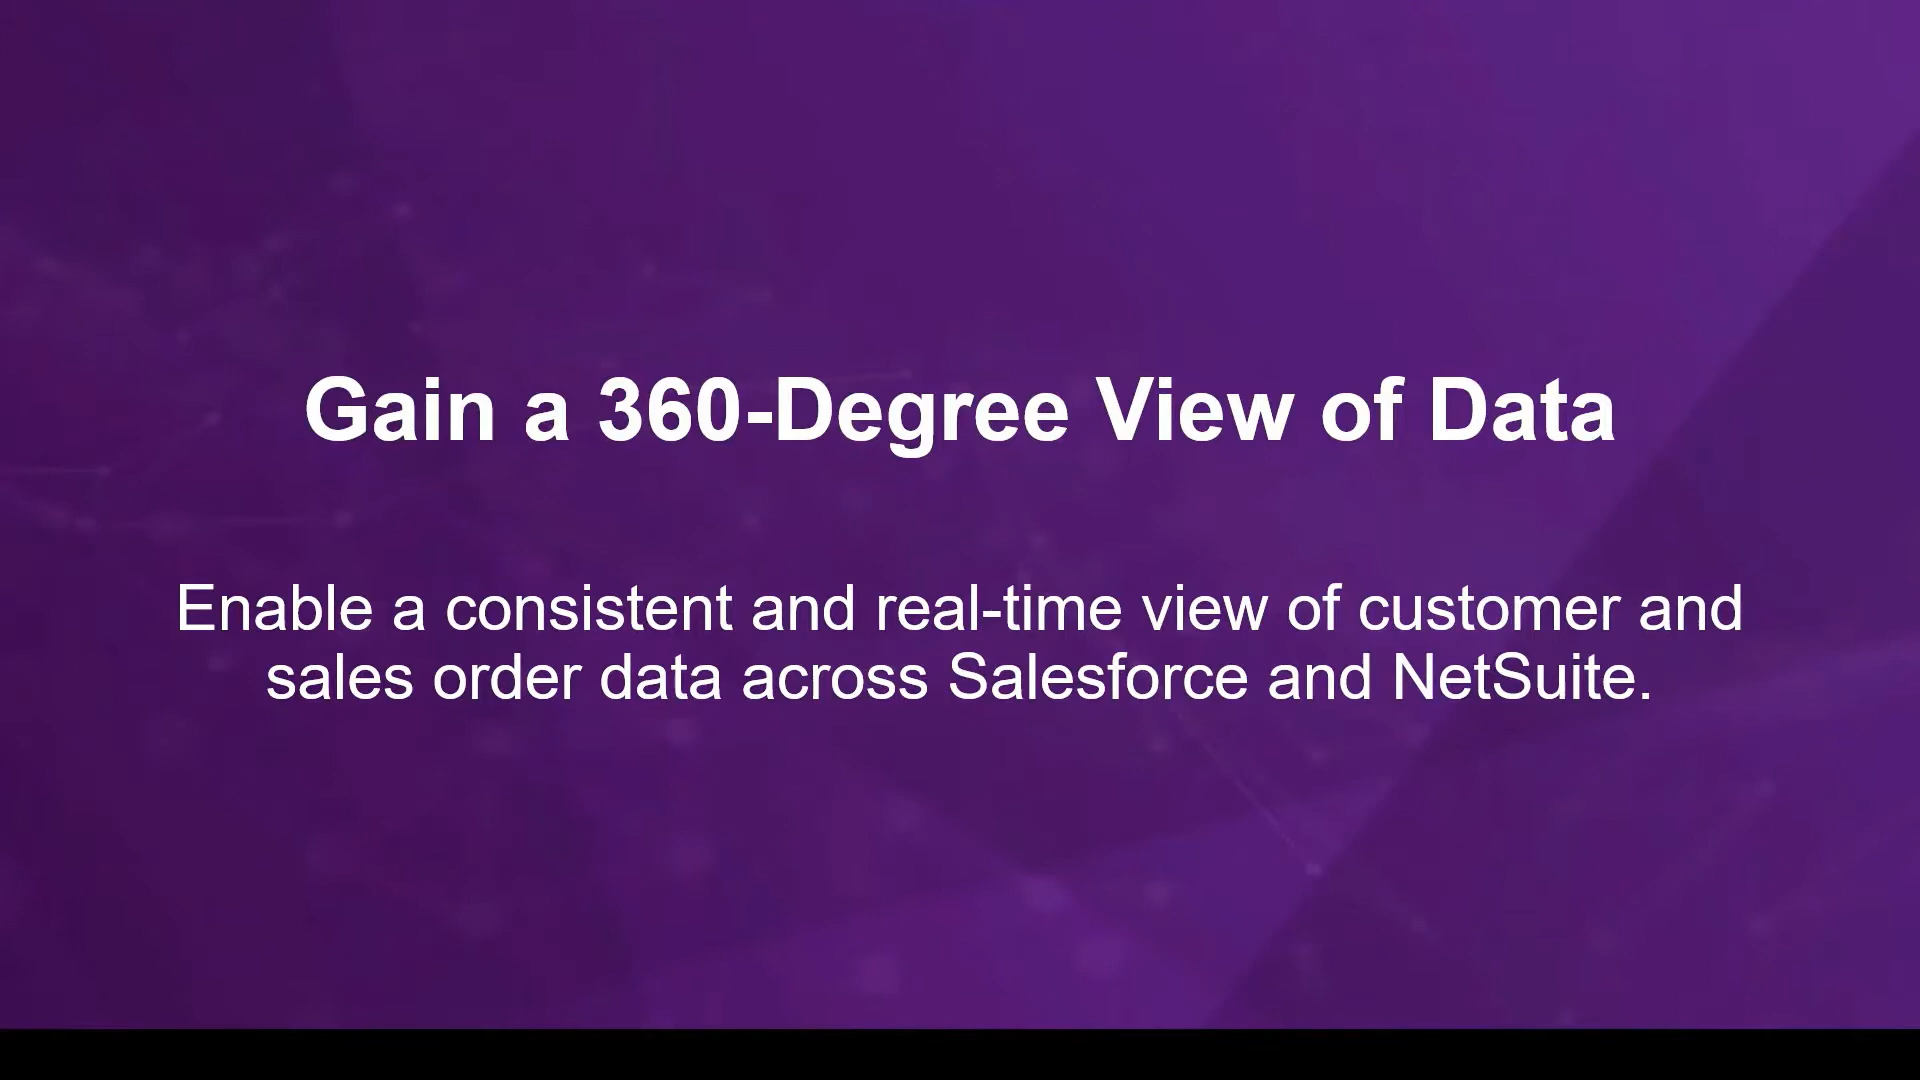 Gain a 360-Degree View of Data
Enable a consistent and real-time view of customer and
sales order data across Salesforce and NetSuite.